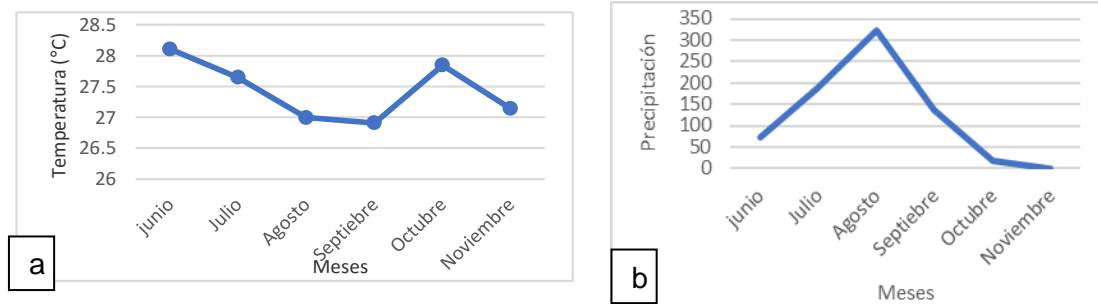 28.5
28
27.5
27
26.5
26
Temperatura (°C)
junio
Julio
Agosto
Septiebre
Octubre
Noviembre
Meses
a
350
300
250
200
150
100
50
0
Precipitación
junio
Julio
Agosto
Septiebre
Octubre
Noviembre
Meses
b